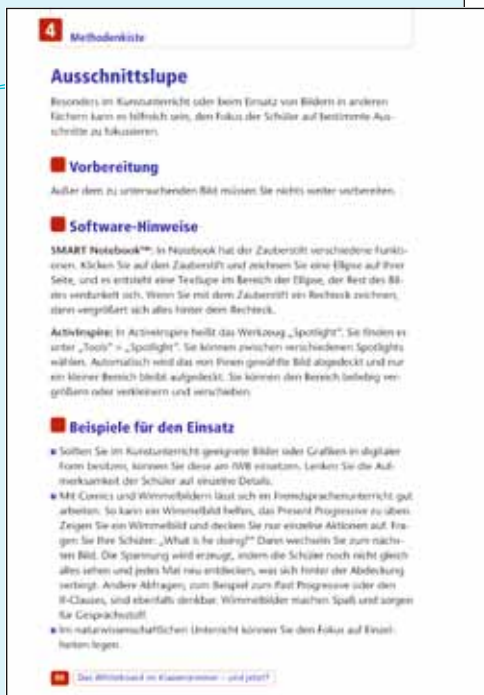 4
Methodenkiste
Ausschnittslupe
Besonders im Kunstunterricht oder beim Einsatz von Bildern in anderen
Fächern kann es hilfreich sein, den Fokus der Schüler auf bestimmte Aus-
schnitte zu fokussieren.
Vorbereitung
Außer dem zu untersuchenden Bild müssen Sie nichts weiter vorbereiten.
Software-Hinweise
SMART Notebook™: In Notebook hat der Zauberstift verschiedene Funkti-
onen. Klicken Sie auf den Zauberstift und zeichnen Sie eine Ellipse auf Ihrer
Seite, und es entsteht eine Textlupe im Bereich der Ellipse, der Rest des Bil-
des verdunkelt sich. Wenn Sie mit dem Zauberstift ein Rechteck zeichnen,
dann vergrößert sich alles hinter dem Rechteck.
ActivInspire: In ActivInspire heißt das Werkzeug „Spotlight“. Sie finden es
unter „Tools“ > „Spotlight“. Sie können zwischen verschiedenen Spotlights
wählen. Automatisch wird das von Ihnen gewählte Bild abgedeckt und nur
ein kleiner Bereich bleibt aufgedeckt. Sie können den Bereich beliebig ver-
größern oder verkleinern und verschieben.
Beispiele für den Einsatz
Sollten Sie im Kunstunterricht geeignete Bilder oder Grafiken in digitaler
Form besitzen, können Sie diese am IWB einsetzen. Lenken Sie die Auf-
merksamkeit der Schüler auf einzelne Details.
Mit Comics und Wimmelbildern lässt sich im Fremdsprachenunterricht gut
arbeiten. So kann ein Wimmelbild helfen, das Present Progressive zu üben.
Zeigen Sie ein Wimmelbild und decken Sie nur einzelne Aktionen auf. Fra-
gen Sie Ihre Schüler: „What is he doing?“ Dann wechseln Sie zum nächs-
ten Bild. Die Spannung wird erzeugt, indem die Schüler noch nicht gleich
alles sehen und jedes Mal neu entdecken, was sich hinter der Abdeckung
verbirgt. Andere Abfragen, zum Beispiel zum Past Progressive oder den
If-Clauses, sind ebenfalls denkbar. Wimmelbilder machen Spaß und sorgen
für Gesprächsstoff.
Im naturwissenschaftlichen Unterricht können Sie den Fokus auf Einzel-
heiten legen.
Das Whiteboard im Klassenzimmer – und jetzt?